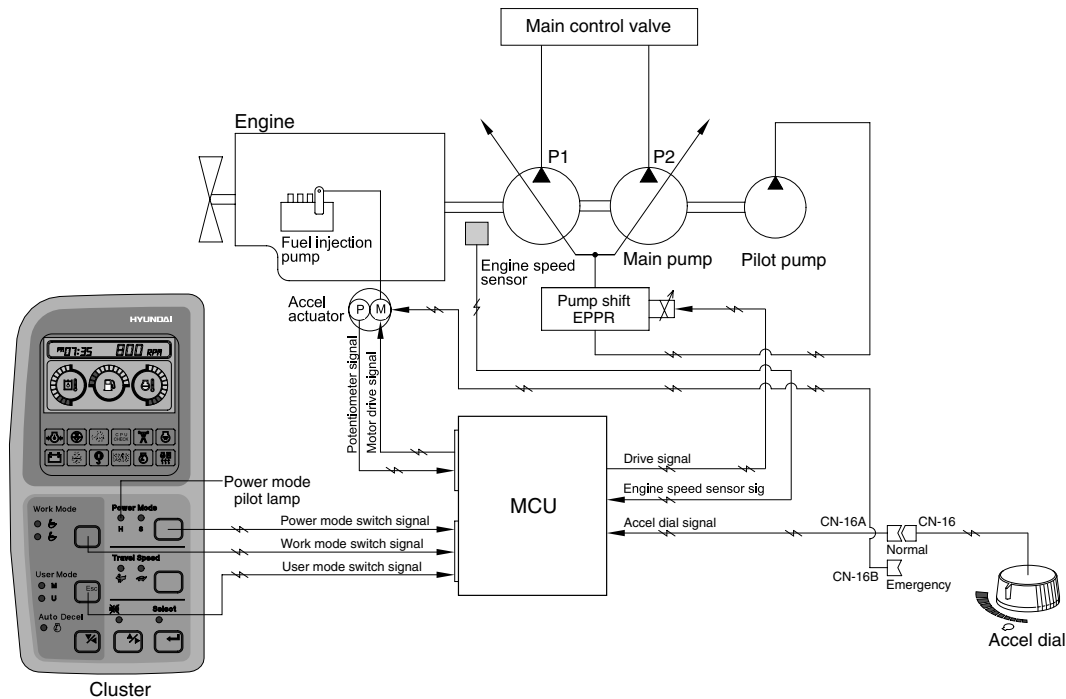 Main control valve
Engine
P1
P2
Fuel injection
pump
Engine speed
sensor
Main pump
Pilot pump
Accel
actuator
P
M
Pump shift
EPPR
HYUNDAI
PM 07:35
800 RPM
Potentiometer signal
Motor drive signal
CPU
CHECK
MCU
Drive signal
Engine speed sensor sig
Accel dial signal
CN-16A
CN-16
Normal
CN-16B
Emergency
Accel dial
Power mode
pilot lamp
Power mode switch signal
Work mode switch signal
User mode switch signal
Work Mode
Power Mode
H
S
Travel Speed
User Mode
M
U
Esc
Auto Decel
Select
Cluster